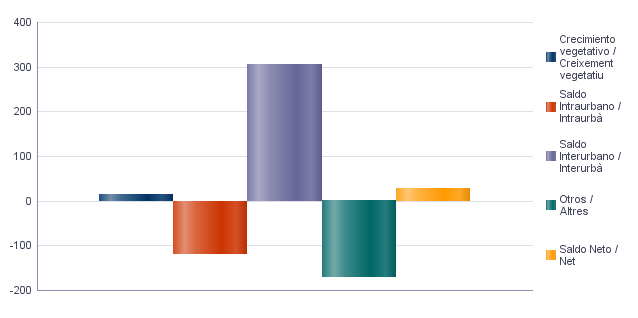 400
300
200
100
0
-100
-200
Crecimiento
vegetativo /
Creixement
vegetatiu
Saldo
Intraurbano /
Intraurbà
Saldo
Interurbano /
Interurbà
Otros /
Altres
Saldo Neto /
Net